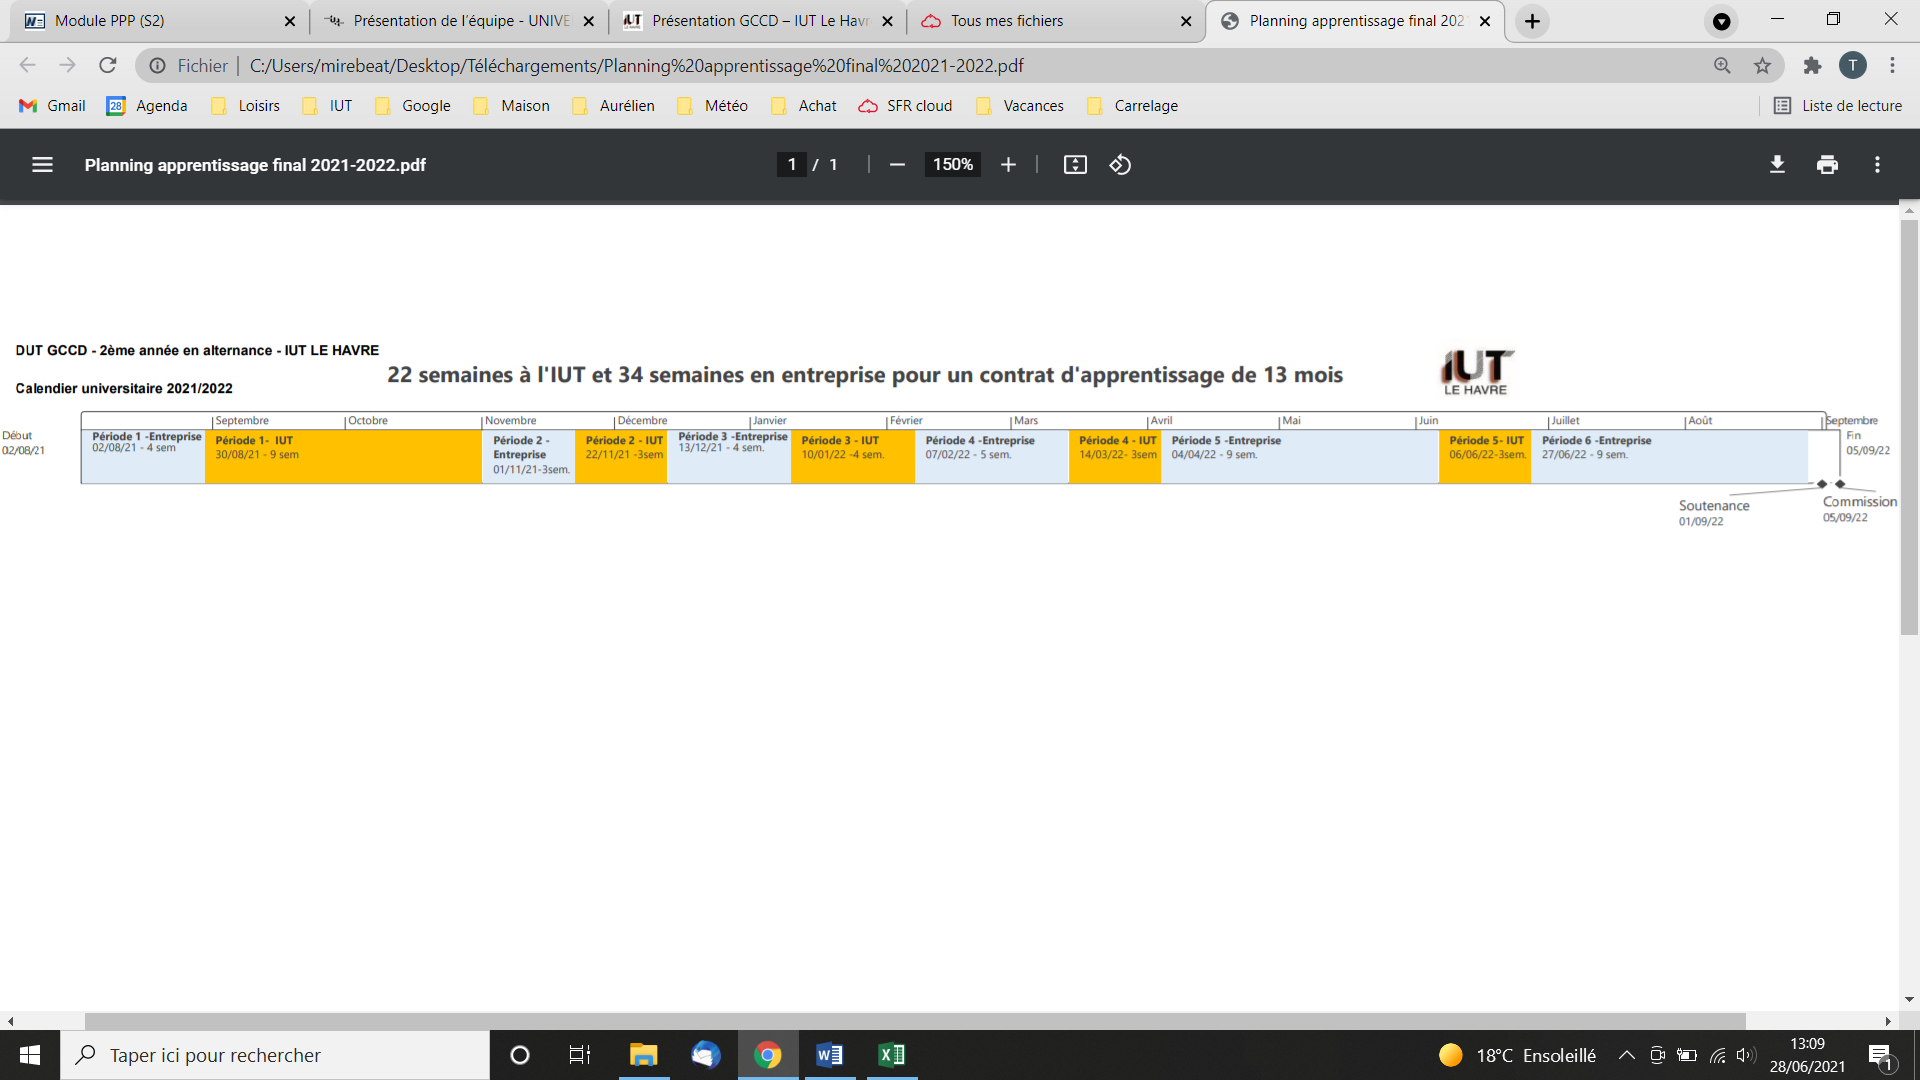 Module PPP (S2)
Présentation de l'équipe - UNIVE
Présentation GCCD – IUT Le Havr
Tous mes fichiers
Planning apprentissage final 202
Fichier
C:/Users/mirebeat/Desktop/Téléchargements/Planning%20apprentissage%20final%202021-2022.pdf
T
Gmail
28
Agenda
Loisirs
IUT
Google
Maison
Aurélien
Météo
Achat
SFR cloud
Vacances
Carrelage
Liste de lecture
Planning apprentissage final 2021-2022.pdf
1 / 1
150%
DUT GCCD - 2ème année en alternance - IUT LE HAVRE
Calendier universitaire 2021/2022
22 semaines à l'IUT et 34 semaines en entreprise pour un contrat d'apprentissage de 13 mois
IUT
LE HAVRE
Septembre
Octobre
Novembre
Décembre
Janvier
Février
Mars
Avril
Mai
Juin
Juillet
Août
Septembre
Début
02/08/21
Période 1 -Entreprise
02/08/21 - 4 sem
Période 1- IUT
30/08/21 - 9 sem
Période 2 -
Entreprise
01/11/21-3sem.
Période 2 - IUT
22/11/21 -3sem
Période 3 -Entreprise
13/12/21 - 4 sem.
Période 3 - IUT
10/01/22 -4 sem.
Période 4 -Entreprise
07/02/22 - 5 sem.
Période 4 - IUT
14/03/22- 3sem
Période 5 -Entreprise
04/04/22 - 9 sem.
Période 5- IUT
06/06/22-3sem.
Période 6 -Entreprise
27/06/22 - 9 sem.
Fin
05/09/22
Soutenance
01/09/22
Commission
05/09/22
Taper ici pour rechercher
18°C Ensoleillé
13:09
28/06/2021
1